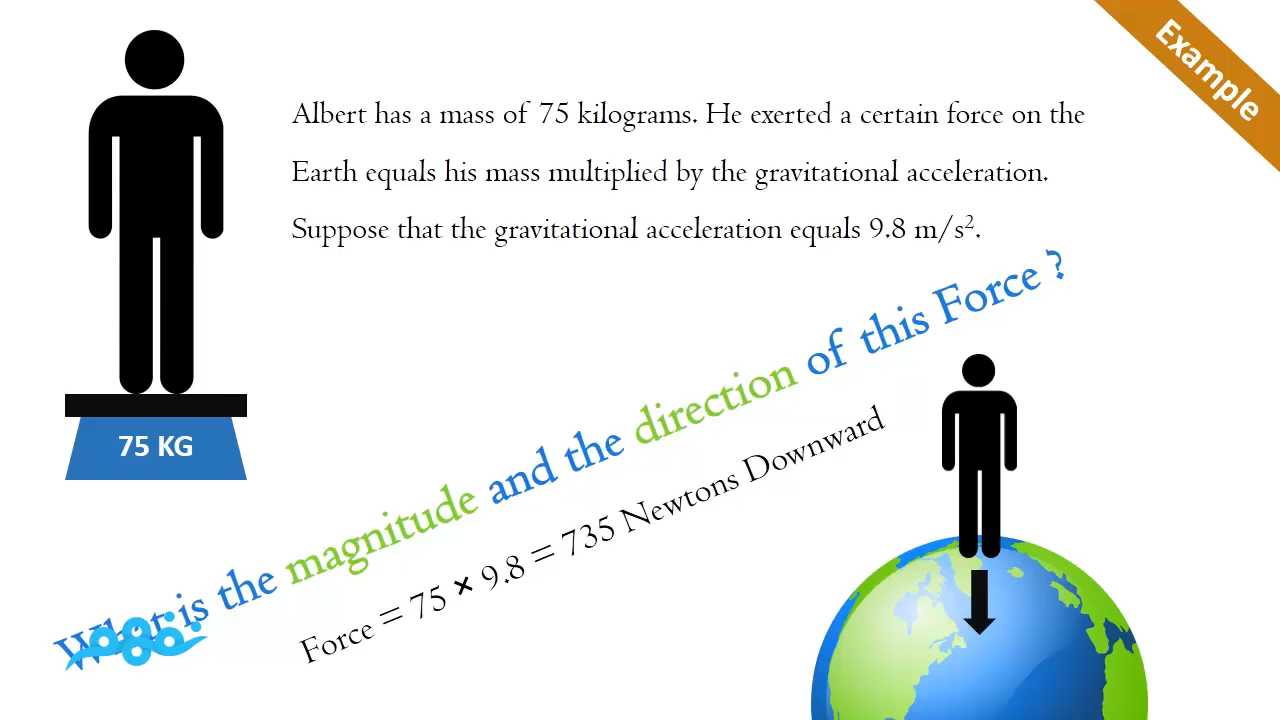 Example
Albert has a mass of 75 kilograms. He exerted a certain force on the
Earth equals his mass multiplied by the gravitational acceleration.
Suppose that the gravitational acceleration equals 9.8 m/s².
What is the magnitude and the direction of this Force ?
Force = 75 × 9.8 = 735 Newtons Downward
75 KG